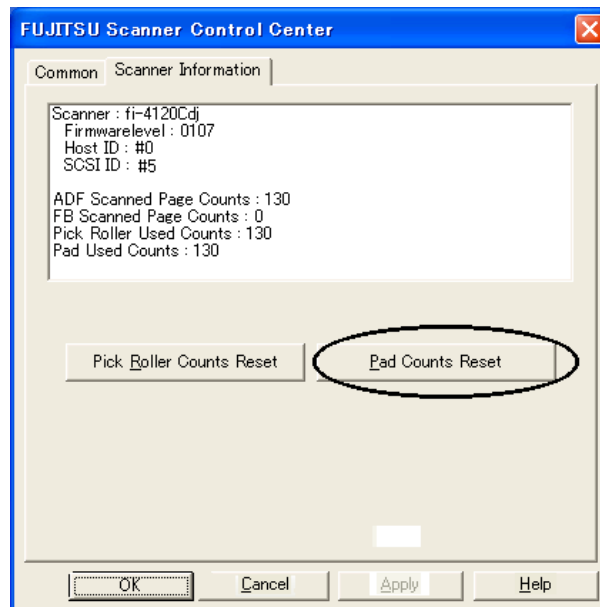 FUJITSU Scanner Control Center
Common Scanner Information
Scanner : fi-4120Cdj
Firmwarelevel : 0107
Host ID : #0
SCSI ID : #5
ADF Scanned Page Counts : 130
FB Scanned Page Counts : 0
Pick Roller Used Counts : 130
Pad Used Counts : 130
Pick Roller Counts Reset Pad Counts Reset
OK Cancel Apply Help